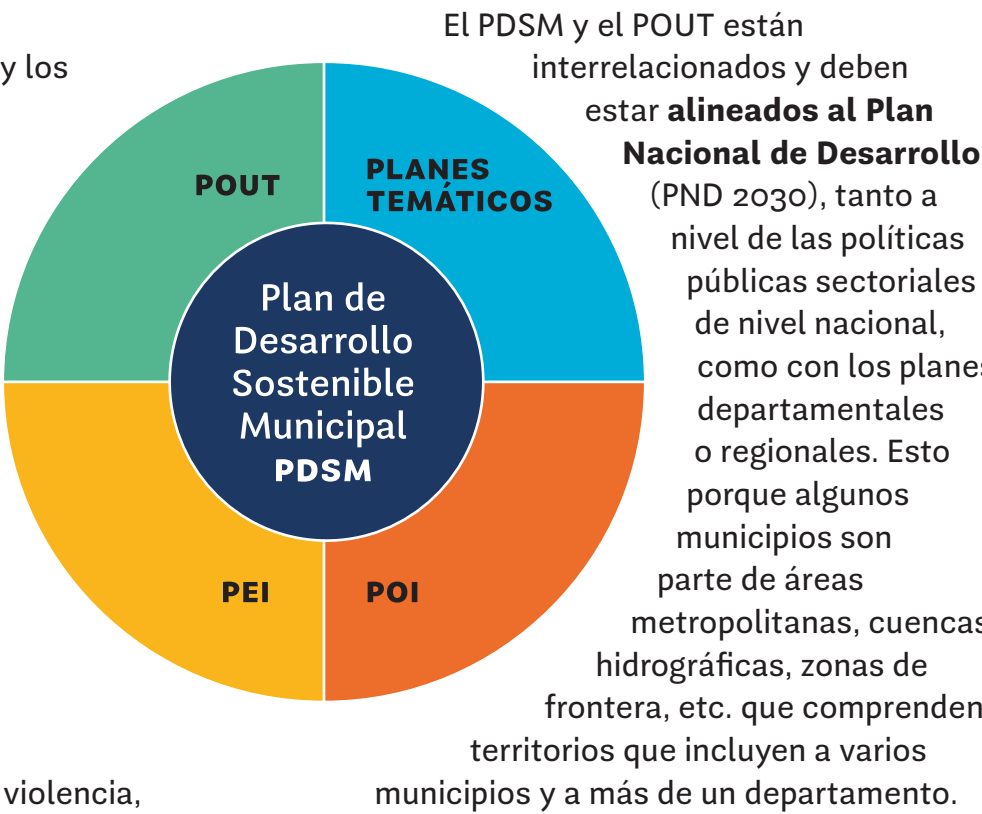 y los
POUT
PLANES
TEMÁTICOS
Plan de
Desarrollo
Sostenible
Municipal
PDSM
PEI
POI
violencia,
El PDSM y el POUT están
interrelacionados y deben
estar alineados al Plan
Nacional de Desarrollo
(PND 2030), tanto a
nivel de las políticas
públicas sectoriales
de nivel nacional,
como con los planes
departamentales
o regionales. Esto
porque algunos
municipios son
parte de áreas
metropolitanas, cuencas
hidrográficas, zonas de
frontera, etc. que comprenden
territorios que incluyen a varios
municipios y a más de un departamento.